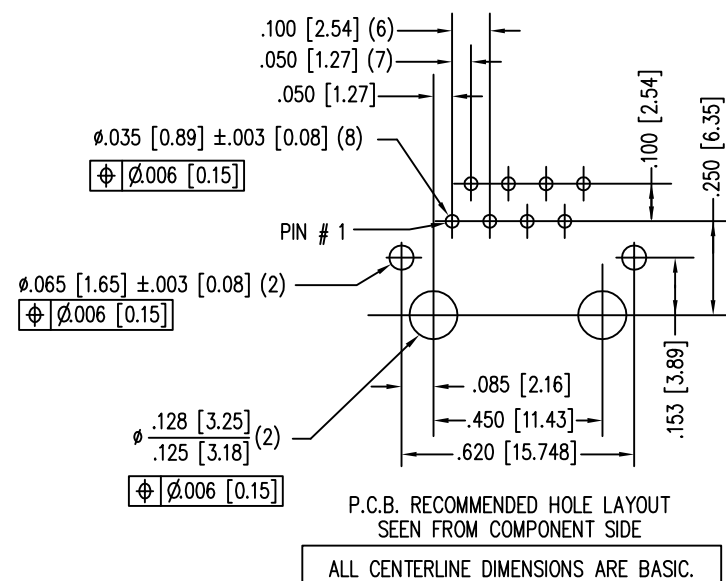 .100 [2.54] (6)
.050 [1.27] (7)
.050 [1.27]
ø.035 [0.89] ±.003 [0.08] (8)
⌖ Ø.006 [0.15]
.100 [2.54]
.250 [6.35]
PIN # 1
ø.065 [1.65] ±.003 [0.08] (2)
⌖ Ø.006 [0.15]
.153 [3.89]
.085 [2.16]
.450 [11.43]
.620 [15.748]
ø .128 [3.25]
.125 [3.18] (2)
⌖ Ø.006 [0.15]
P.C.B. RECOMMENDED HOLE LAYOUT
SEEN FROM COMPONENT SIDE
ALL CENTERLINE DIMENSIONS ARE BASIC.